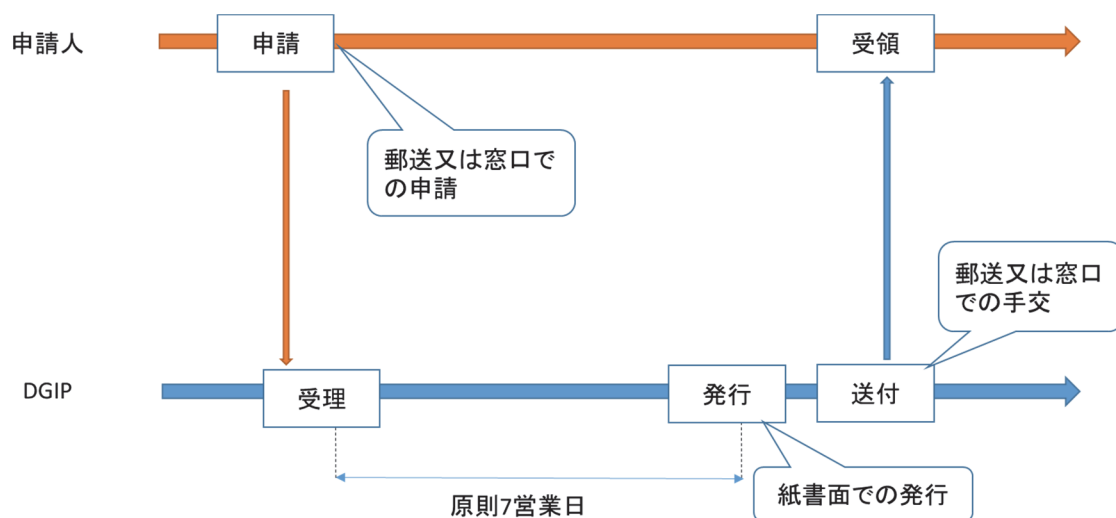 申請人
申請
受領
郵送又は窓口で
の申請
郵送又は窓口
での手交
DGIP
受理
発行
送付
紙書面での発行
原則7営業日